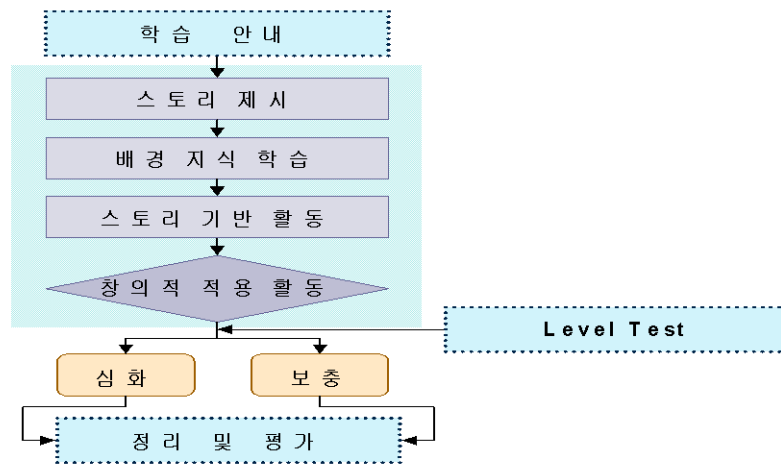 학습 안내
스토리 제시
배경 지식 학습
스토리 기반 활동
창의적 적용 활동
Level Test
심화
보충
정리 및 평가